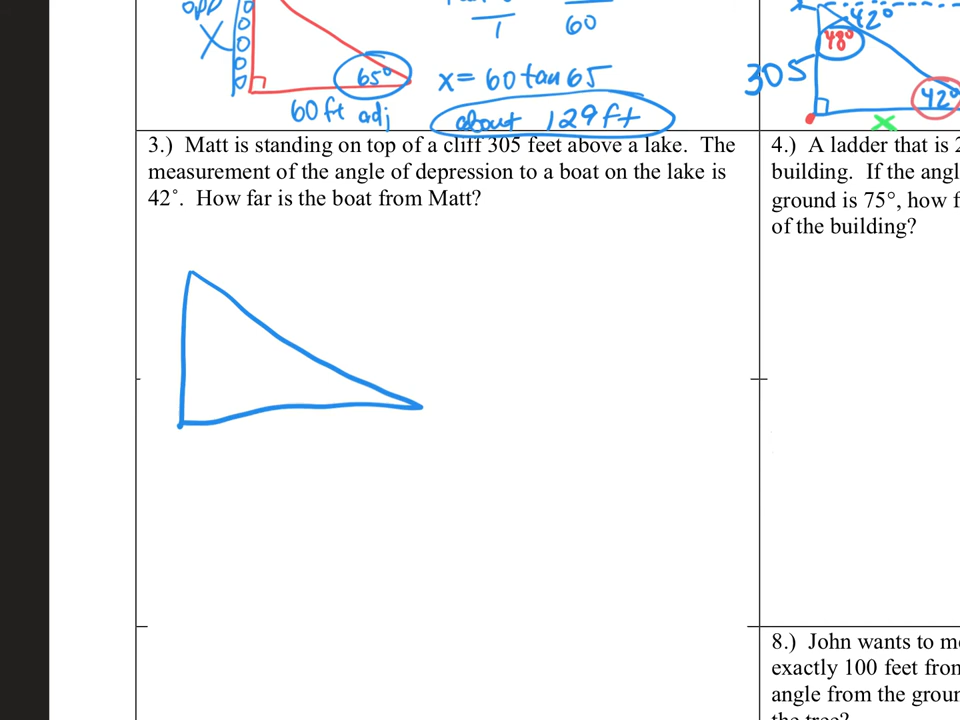 opp
X
65°
60 ft adj
1
60
x = 60 tan 65
about 129 ft
42°
48°
305
42°
x
3.) Matt is standing on top of a cliff 305 feet above a lake. The
measurement of the angle of depression to a boat on the lake is
42˚. How far is the boat from Matt?
4.) A ladder that is 2
building. If the angl
ground is 75°, how f
of the building?
8.) John wants to m
exactly 100 feet fron
angle from the groun